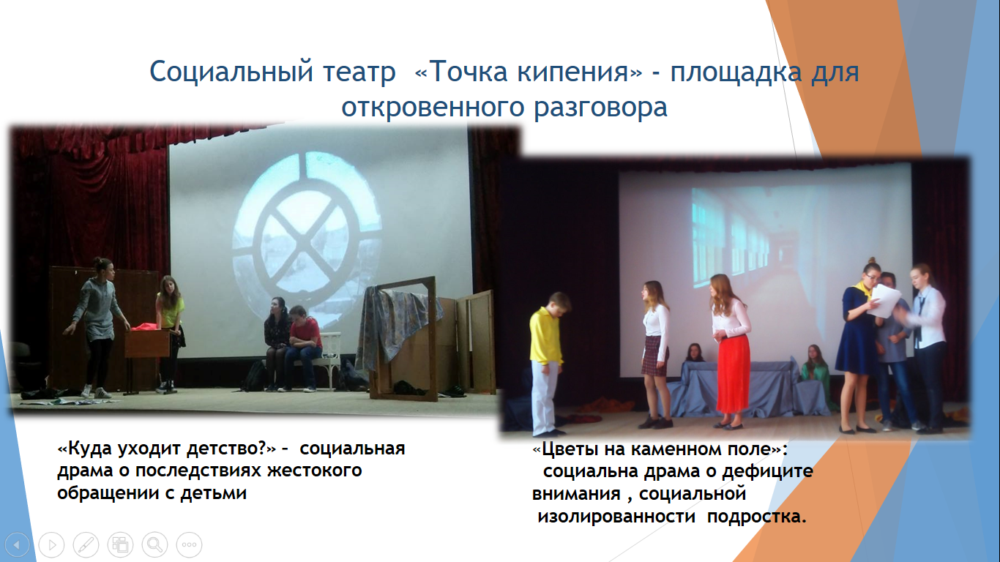 Социальный театр «Точка кипения» - площадка для
откровенного разговора
«Куда уходит детство?» – социальная
драма о последствиях жестокого
обращении с детьми
«Цветы на каменном поле»:
социальна драма о дефиците
внимания , социальной
изолированности подростка.